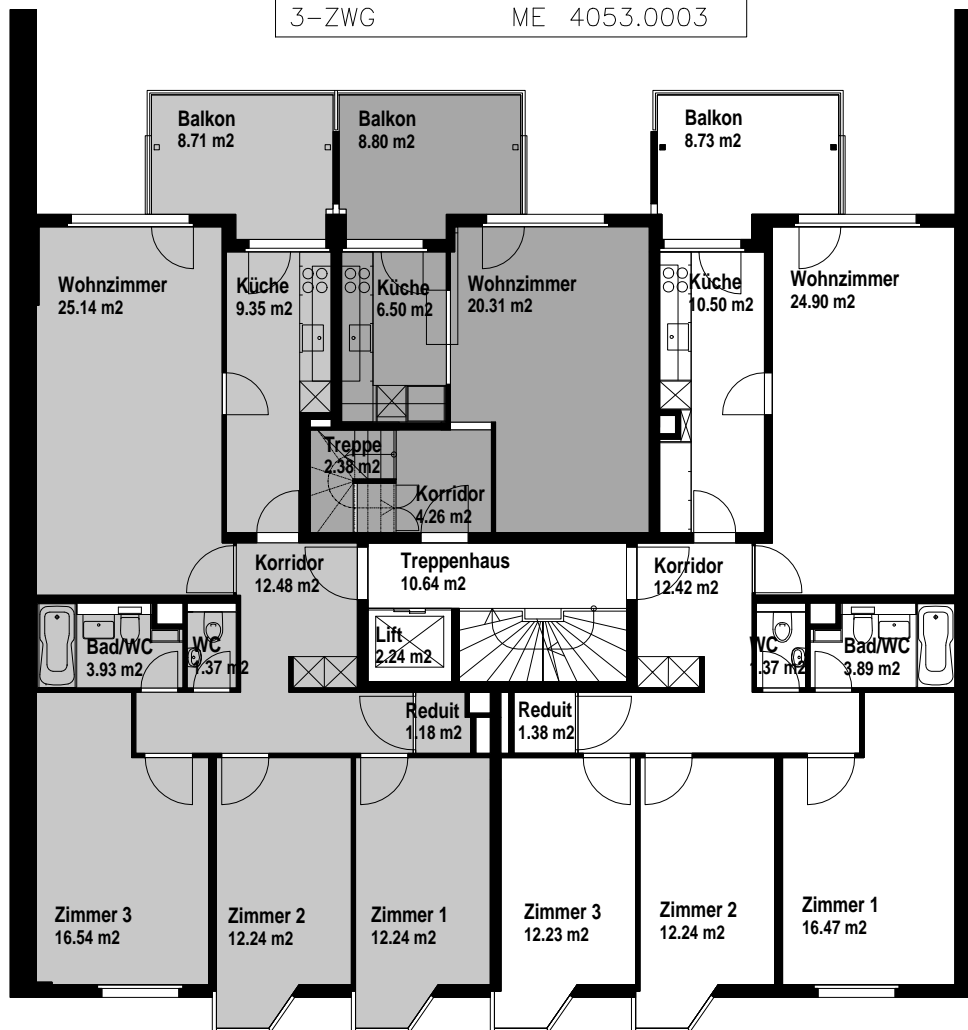 3-ZWG ME 4053.0003
Balkon
8.71 m2
Balkon
8.80 m2
Balkon
8.73 m2
Wohnzimmer
25.14 m2
Küche
9.35 m2
Küche
6.50 m2
Wohnzimmer
20.31 m2
Küche
10.50 m2
Wohnzimmer
24.90 m2
Treppe
2.38 m2
Korridor
4.26 m2
Korridor
12.48 m2
Treppenhaus
10.64 m2
Korridor
12.42 m2
Bad/WC
3.93 m2
WC
1.37 m2
Lift
2.24 m2
WC
1.37 m2
Bad/WC
3.89 m2
Reduit
1.18 m2
Reduit
1.38 m2
Zimmer 3
16.54 m2
Zimmer 2
12.24 m2
Zimmer 1
12.24 m2
Zimmer 3
12.23 m2
Zimmer 2
12.24 m2
Zimmer 1
16.47 m2